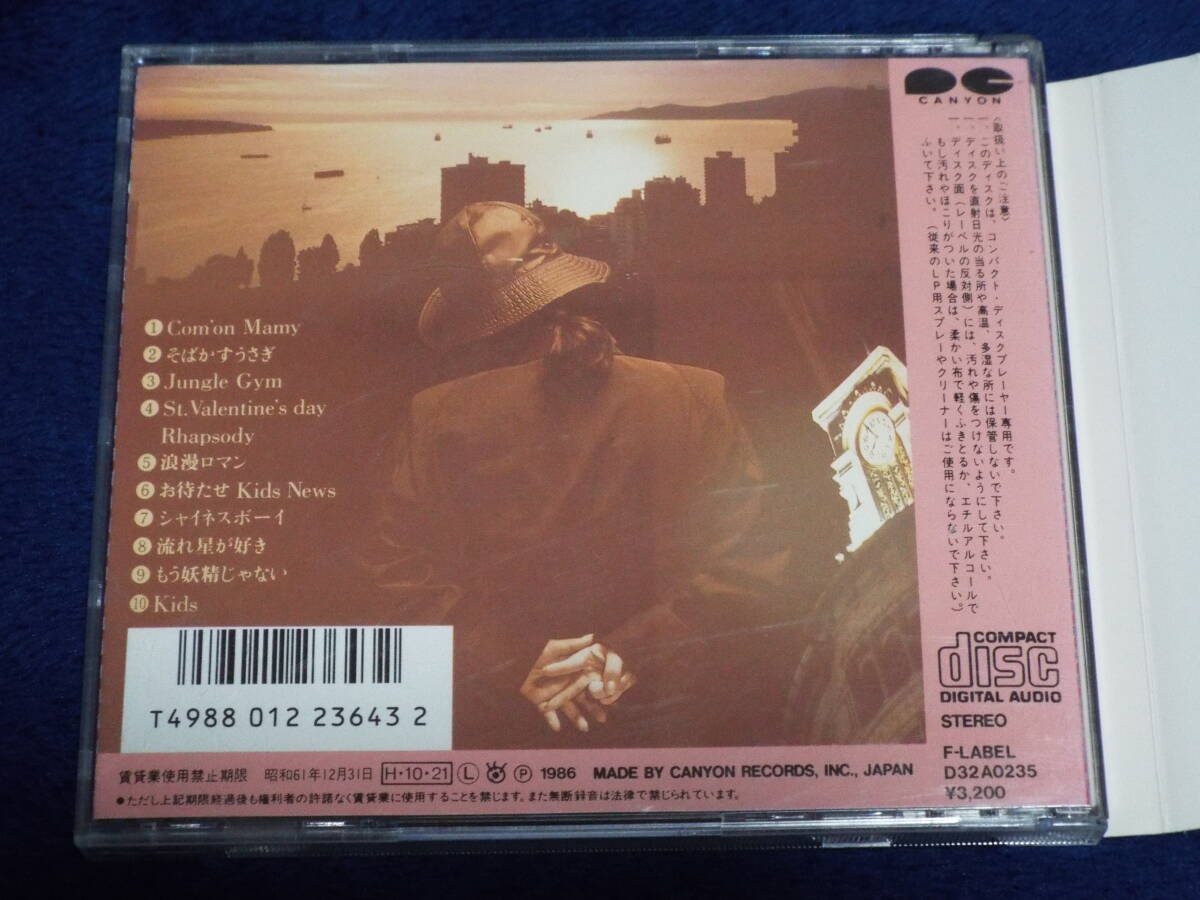 CANYON
〈取扱い上のご注意〉
一、このディスクは、コンパクト・ディスクプレーヤー専用です。
一、ディスクを直射日光の当る所や高温、多湿な所には保管しないで下さい。
一、ディスク面（レーベルの反対側）には、汚れや傷をつけないようにして下さい。
もし汚れやほこりがついた場合は、柔かい布で軽くふきとるか、エチルアルコールで
ふいて下さい。（従来のLP用スプレーやクリーナーはご使用にならないで下さい。）
1 Com'on Mamy
2 そばかすうさぎ
3 Jungle Gym
4 St.Valentine's day
Rhapsody
5 浪漫ロマン
6 お待たせ Kids News
7 シャイネスボーイ
8 流れ星が好き
9 もう妖精じゃない
10 Kids
T4988 012 23643 2
COMPACT
disc
DIGITAL AUDIO
STEREO
F-LABEL
D32A0235
¥3,200
賃貸業使用禁止期限 昭和61年12月31日 H・10・21 Ⓛ Ⓟ 1986 MADE BY CANYON RECORDS, INC., JAPAN
●ただし上記期限経過後も権利者の許諾なく賃貸業に使用することを禁じます。また無断録音は法律で禁じられています。